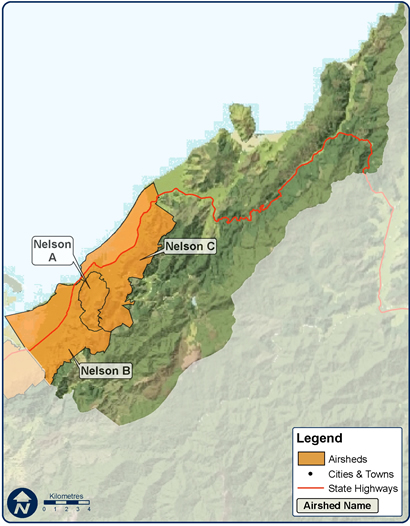 Nelson
A
Nelson C
Nelson B
Legend
Airsheds
Cities & Towns
State Highways
Airshed Name
N
Kilometres
0 1 2 3 4